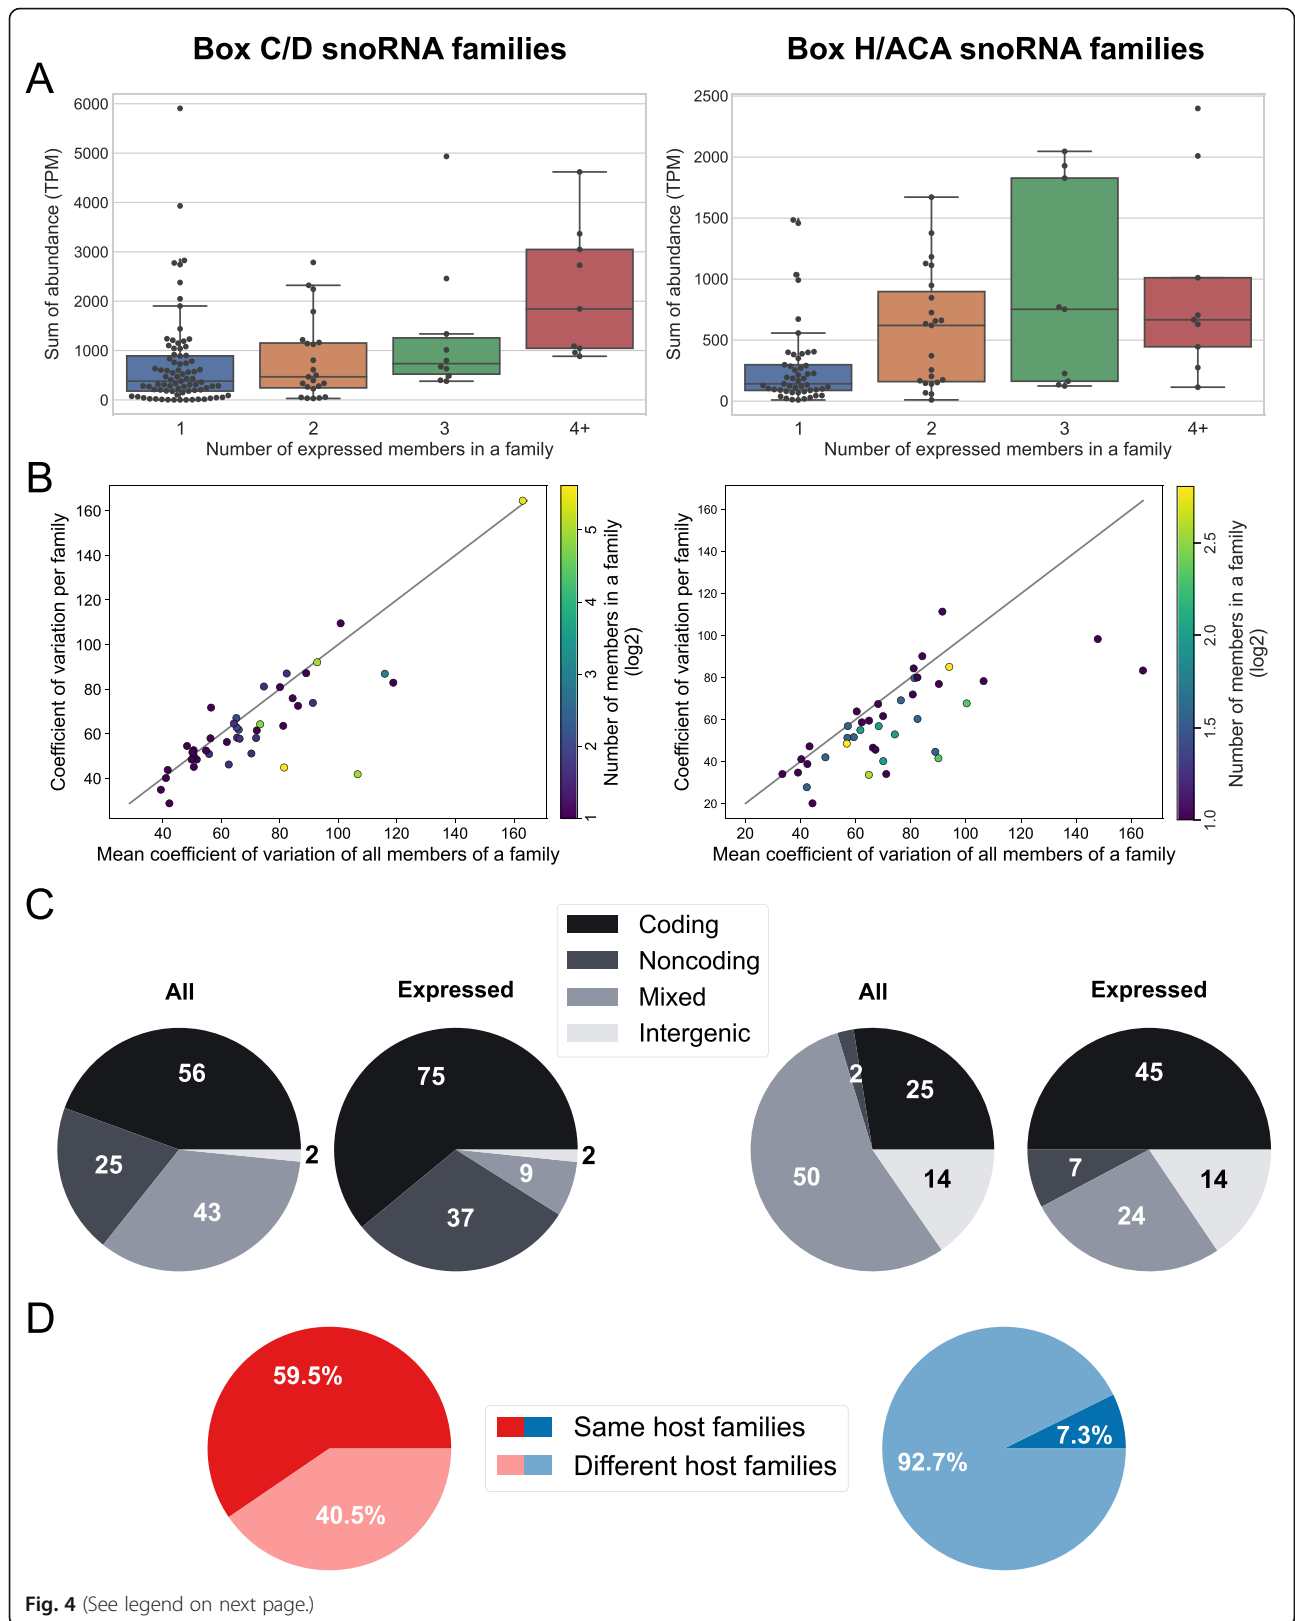 Box C/D snoRNA families
Box H/ACA snoRNA families
A
6000
5000
4000
3000
2000
1000
0
Sum of abundance (TPM)
1
2
3
4+
Number of expressed members in a family
2500
2000
1500
1000
500
0
Sum of abundance (TPM)
1
2
3
4+
Number of expressed members in a family
B
160
140
120
100
80
60
40
Coefficient of variation per family
40
60
80
100
120
140
160
Mean coefficient of variation of all members of a family
5
4
3
2
1
Number of members in a family
(log2)
160
140
120
100
80
60
40
20
Coefficient of variation per family
20
40
60
80
100
120
140
160
Mean coefficient of variation of all members of a family
2.5
2.0
1.5
1.0
Number of members in a family
(log2)
C
Coding
Noncoding
Mixed
Intergenic
All
56
25
43
2
Expressed
75
37
9
2
All
25
2
50
14
Expressed
45
7
24
14
D
59.5%
40.5%
Same host families
Different host families
7.3%
92.7%
Fig. 4 (See legend on next page.)